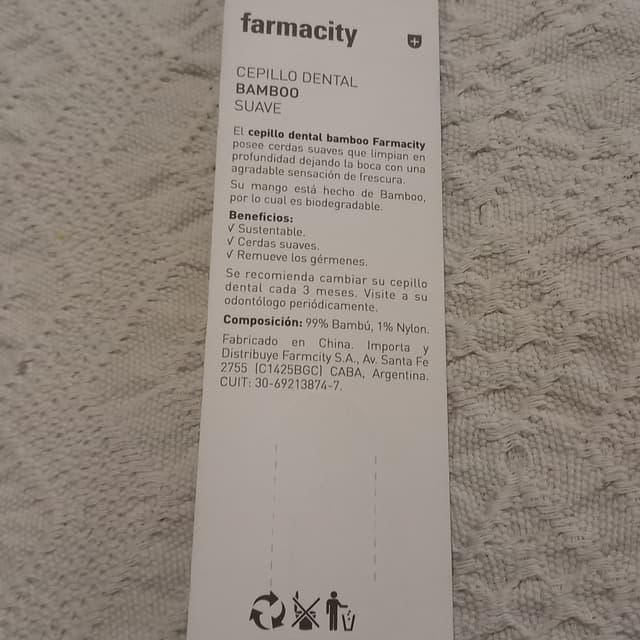 farmacity
CEPILLO DENTAL
BAMBOO
SUAVE
El cepillo dental bamboo Farmacity
posee cerdas suaves que limpian en
profundidad dejando la boca con una
agradable sensación de frescura.
Su mango está hecho de Bamboo,
por lo cual es biodegradable.
Beneficios:
√ Sustentable.
√ Cerdas suaves.
√ Remueve los gérmenes.
Se recomienda cambiar su cepillo
dental cada 3 meses. Visite a su
odontólogo periódicamente.
Composición: 99% Bambú, 1% Nylon.
Fabricado en China. Importa y
Distribuye Farmcity S.A., Av. Santa Fe
2755 (C1425BGC) CABA, Argentina.
CUIT: 30-69213874-7.